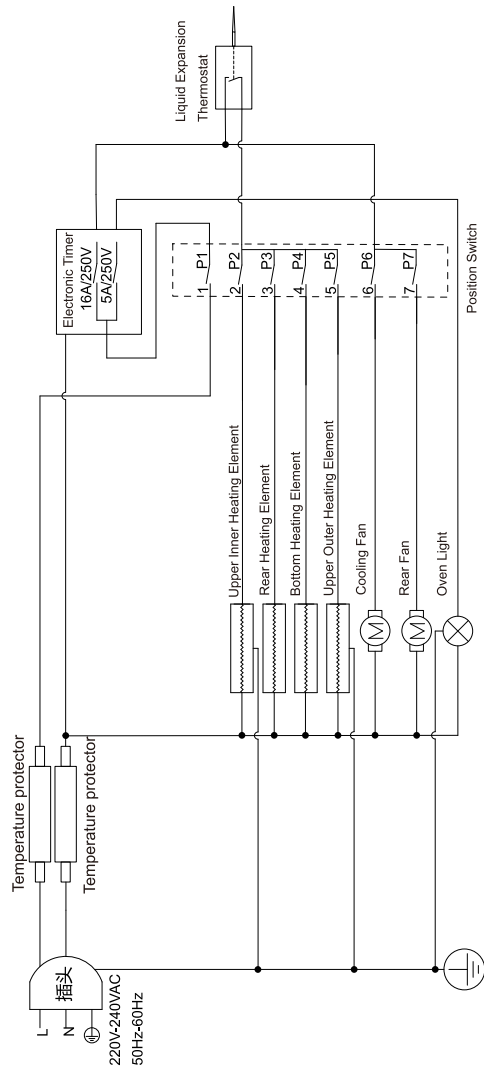 Liquid Expansion
Thermostat
Electronic Timer
16A/250V
5A/250V
1 P1
2 P2
3 P3
4 P4
5 P5
6 P6
7 P7
Position Switch
Upper Inner Heating Element
Rear Heating Element
Bottom Heating Element
Upper Outer Heating Element
Cooling Fan
Rear Fan
Oven Light
M
M
Temperature protector
Temperature protector
插头
L
N
220V-240VAC
50Hz-60Hz